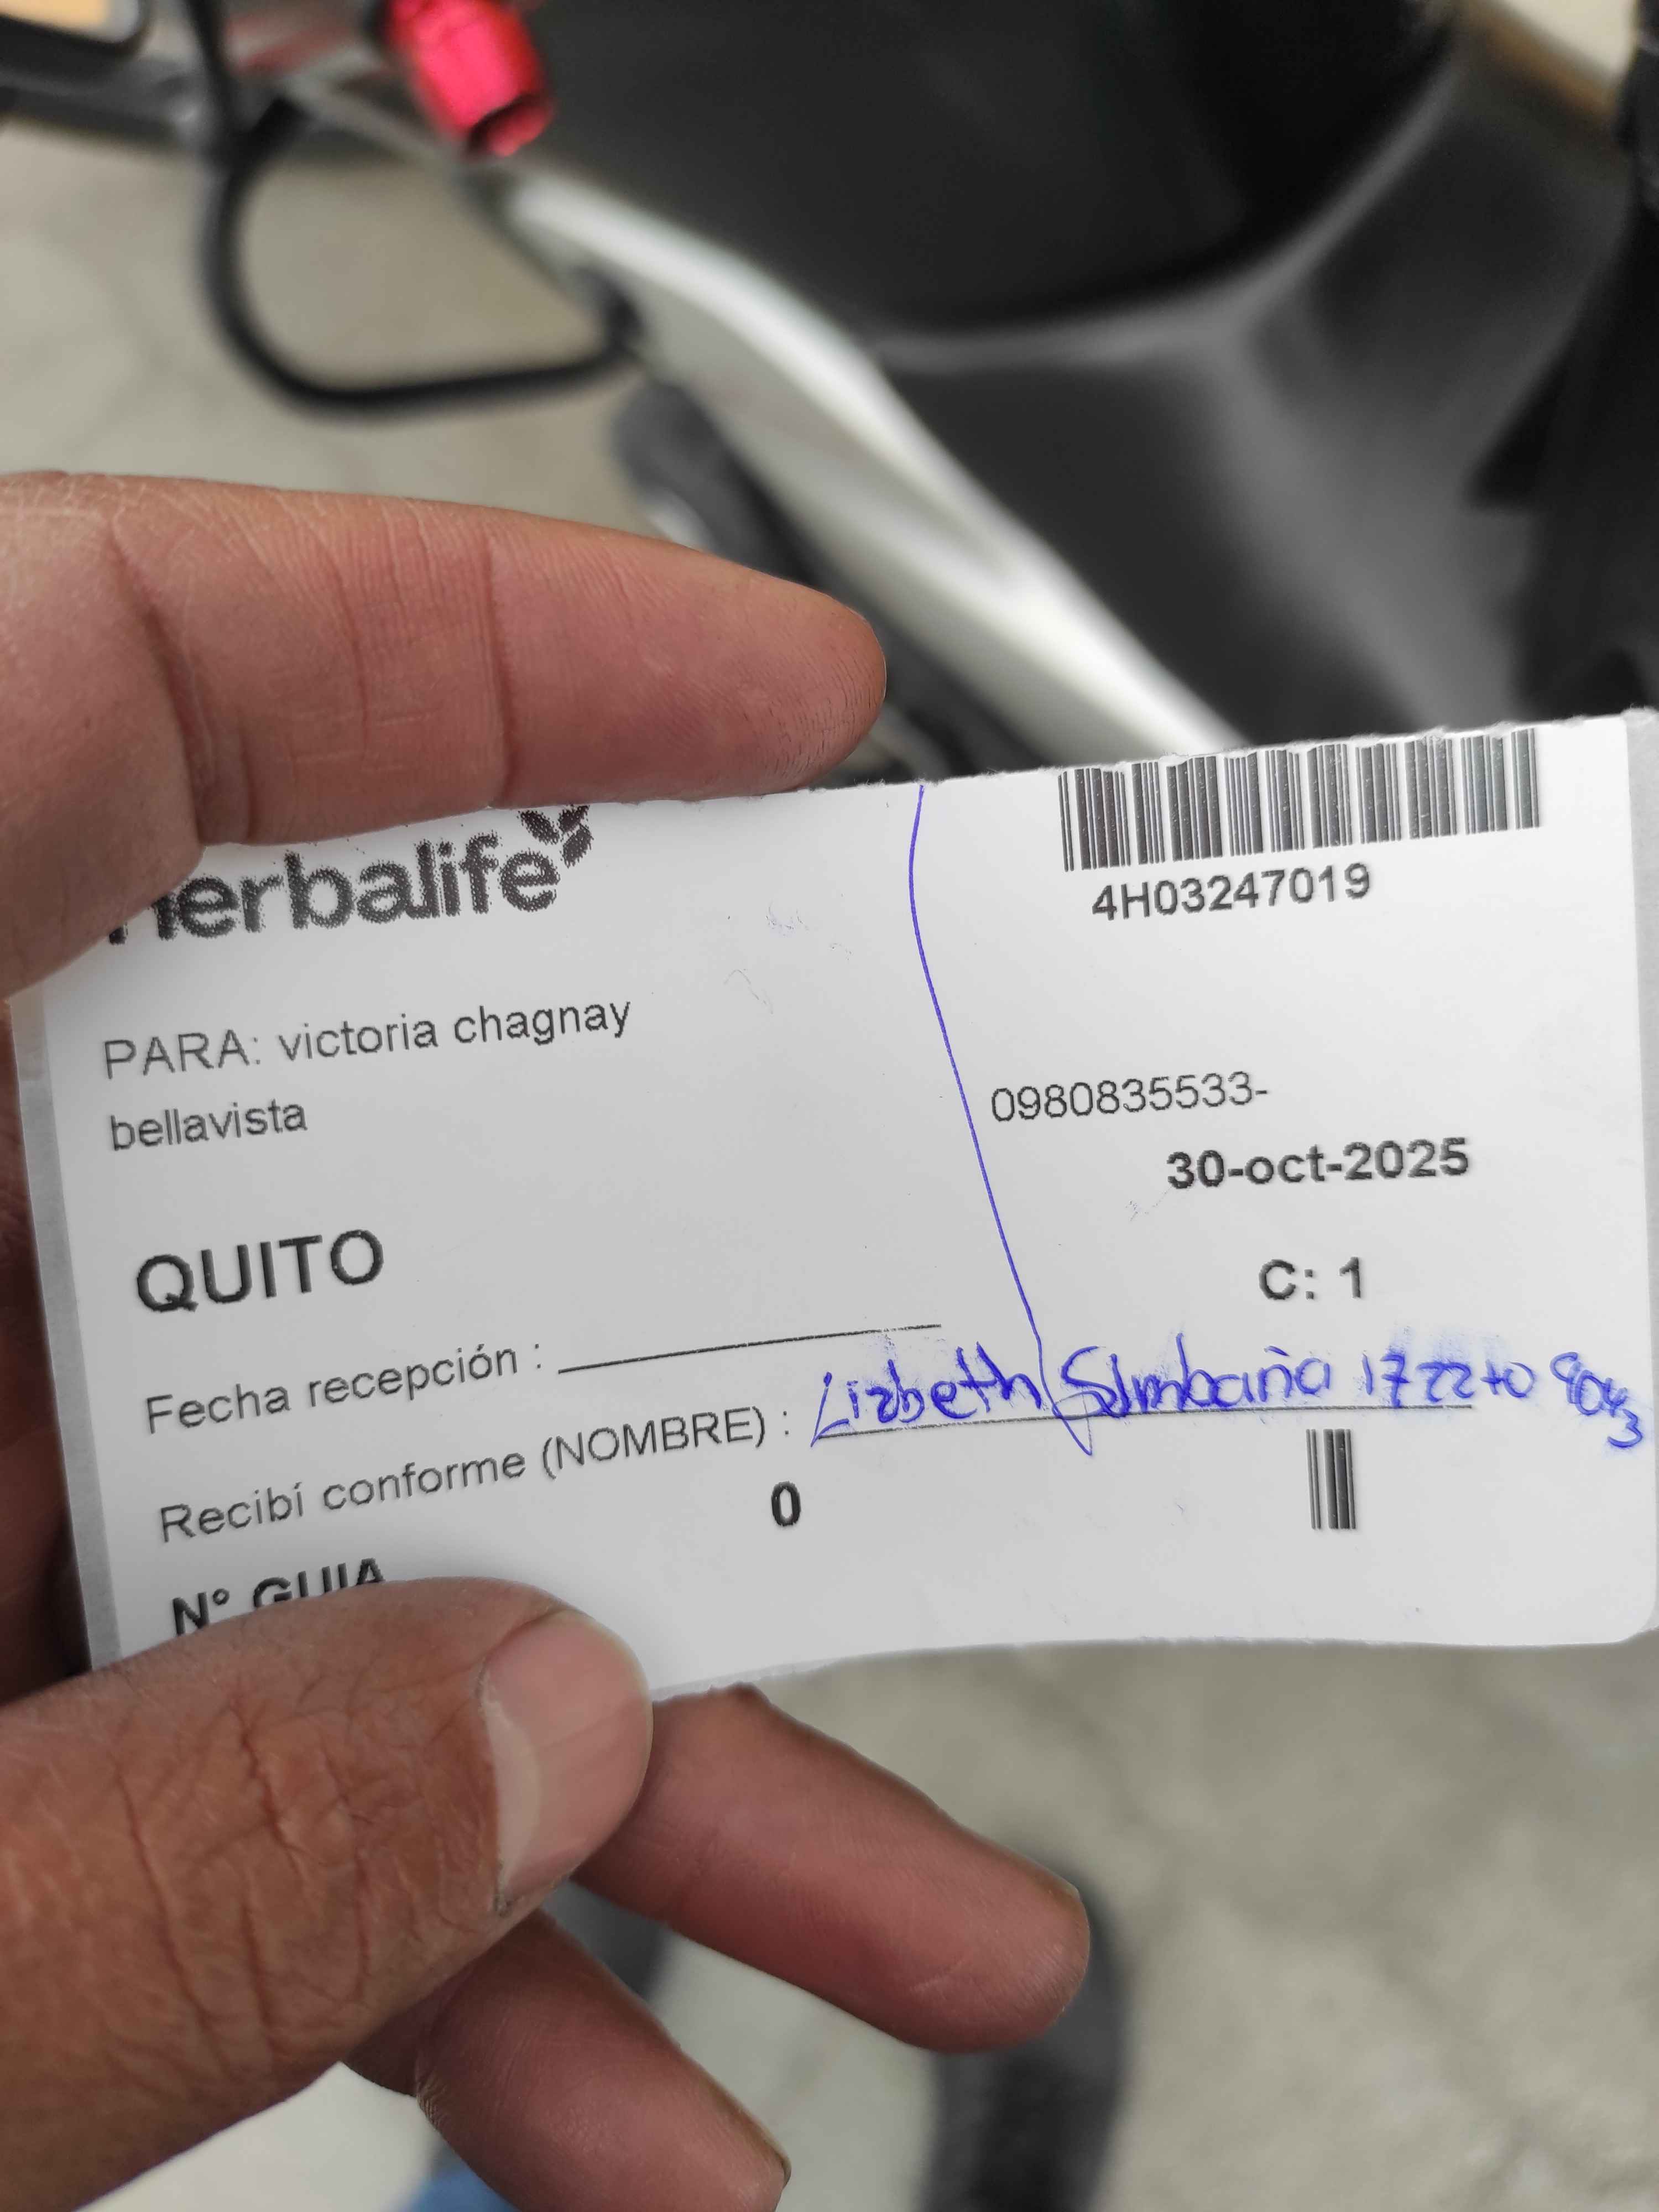 herbalife
4H03247019
PARA: victoria chagnay
bellavista
0980835533-
30-oct-2025
QUITO
C: 1
Fecha recepción :
Recibí conforme (NOMBRE) : Lizbeth Simbaña
0
N° GUIA